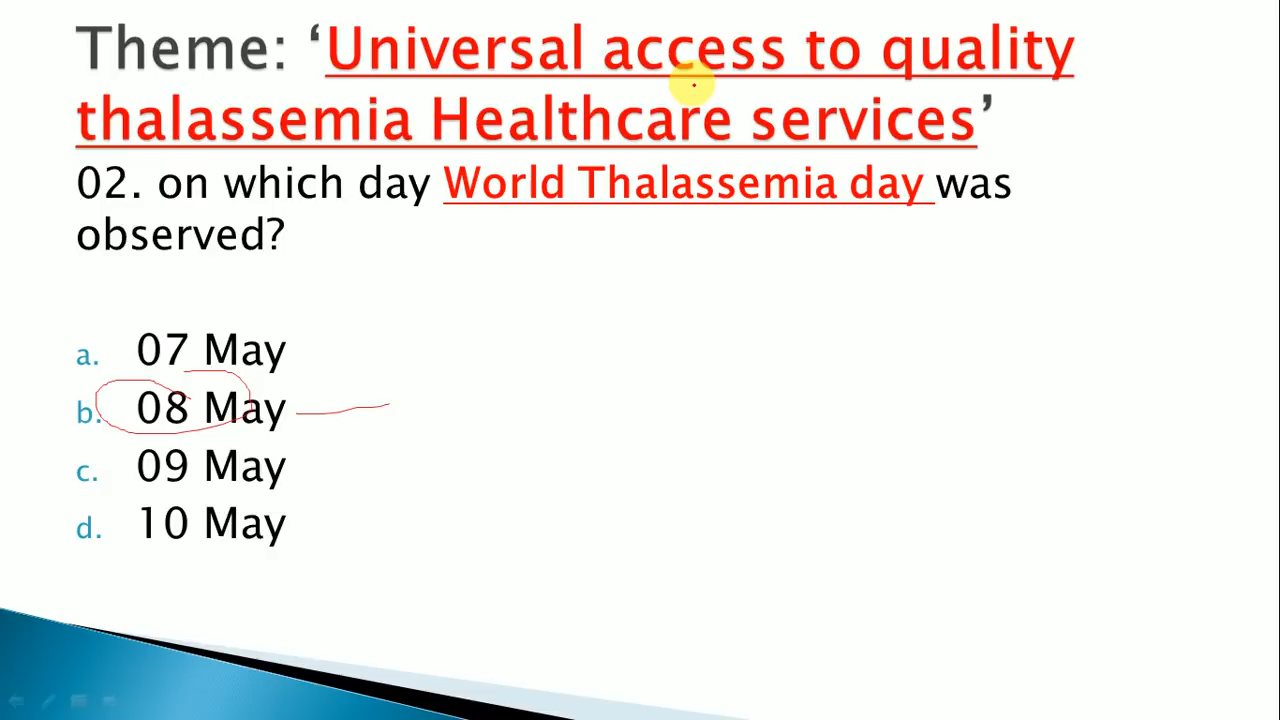 Theme: ‘Universal access to quality
thalassemia Healthcare services’
02. on which day World Thalassemia day was
observed?
a. 07 May
b. 08 May
c. 09 May
d. 10 May